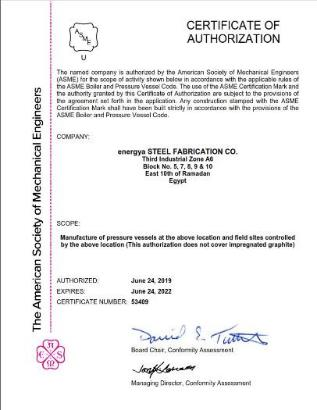 CERTIFICATE OF
AUTHORIZATION
ASME
U
The named company is authorized by the American Society of Mechanical Engineers
(ASME) for the scope of activity shown below in accordance with the applicable rules of
the ASME Boiler and Pressure Vessel Code. The use of the ASME Certification Mark and
the authority granted by this Certificate of Authorization are subject to the provisions of
the agreement set forth in the application. Any construction stamped with the ASME
Certification Mark shall have been built strictly in accordance with the provisions of the
ASME Boiler and Pressure Vessel Code.
COMPANY:
energya STEEL FABRICATION CO.
Third Industrial Zone A6
Block No. 5, 7, 8, 9 & 10
East 10th of Ramadan
Egypt
SCOPE:
Manufacture of pressure vessels at the above location and field sites controlled
by the above location (This authorization does not cover impregnated graphite)
AUTHORIZED: June 24, 2019
EXPIRES: June 24, 2022
CERTIFICATE NUMBER: 53409
Board Chair, Conformity Assessment
Managing Director, Conformity Assessment
The American Society of Mechanical Engineers